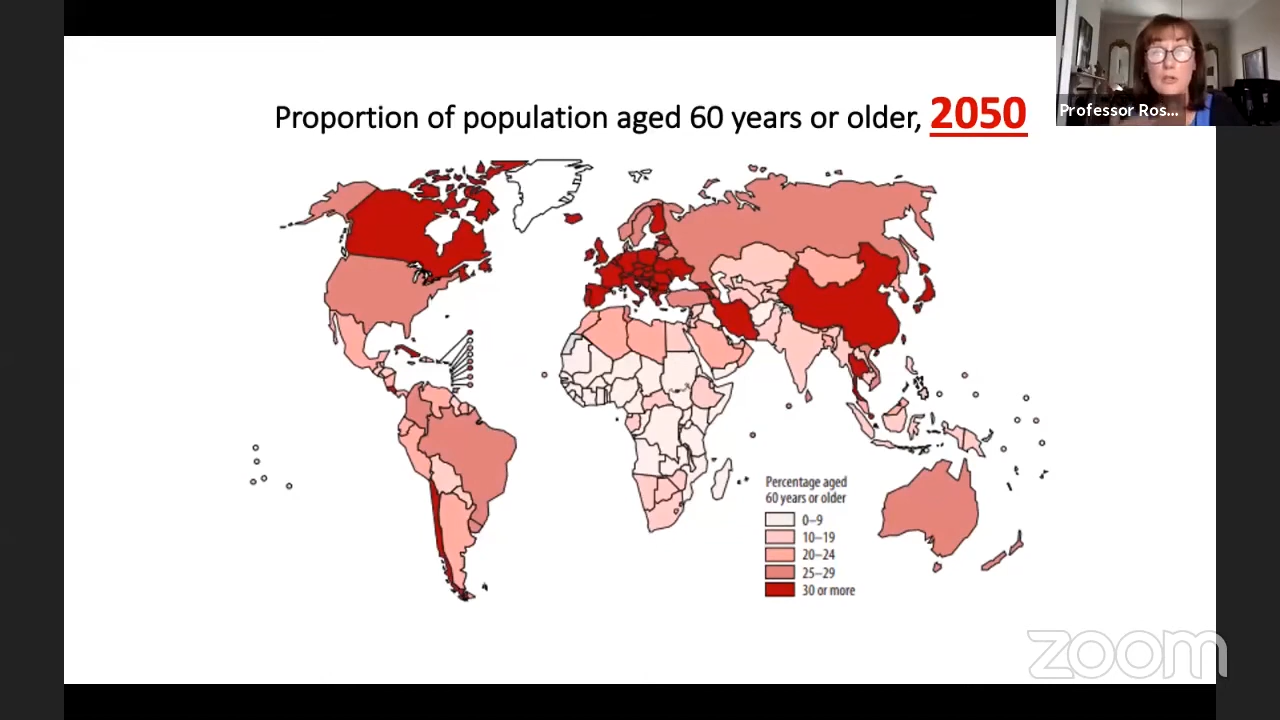 Proportion of population aged 60 years or older, 2050
Professor Ros...
Percentage aged
60 years or older
0–9
10–19
20–24
25–29
30 or more
zoom